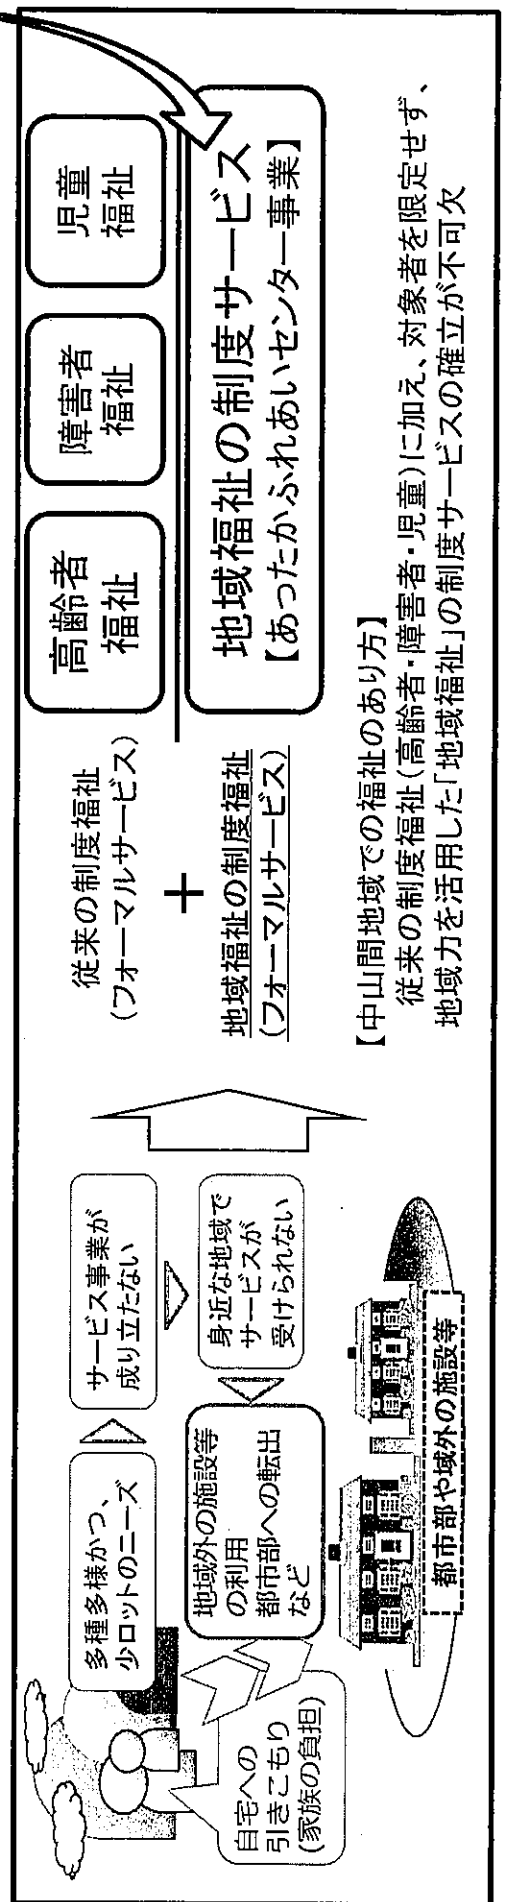 多種多様かつ、
少ロットのニーズ
サービス事業が
成り立たない
身近な地域で
サービスが
受けられない
地域外の施設等
の利用
都市部への転出
など
自宅への
引きこもり
(家族の負担)
都市部や域外の施設等
従来の制度福祉
(フォーマルサービス)
高齢者
福祉
障害者
福祉
児童
福祉
＋
地域福祉の制度福祉
(フォーマルサービス)
地域福祉の制度サービス
【あったかふれあいセンター事業】
【中山間地域での福祉のあり方】
従来の制度福祉(高齢者・障害者・児童)に加え、対象者を限定せず、
地域力を活用した「地域福祉」の制度サービスの確立が不可欠